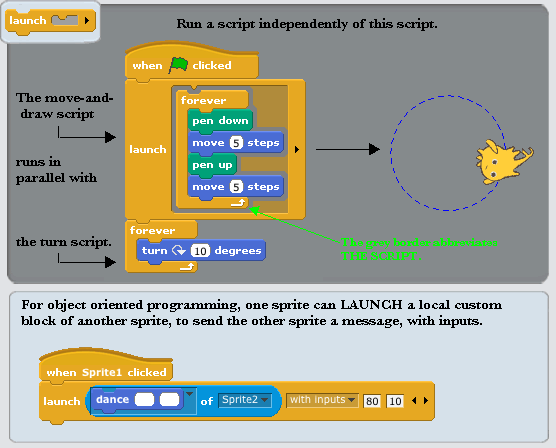 launch
Run a script independently of this script.
when clicked
The move-and-
draw script
launch
forever
pen down
move 5 steps
pen up
move 5 steps
runs in
parallel with
forever
turn 10 degrees
the turn script.
THE SCRIPT.
For object oriented programming, one sprite can LAUNCH a local custom
block of another sprite, to send the other sprite a message, with inputs.
when Sprite1 clicked
launch dance of Sprite2 with inputs 80 10